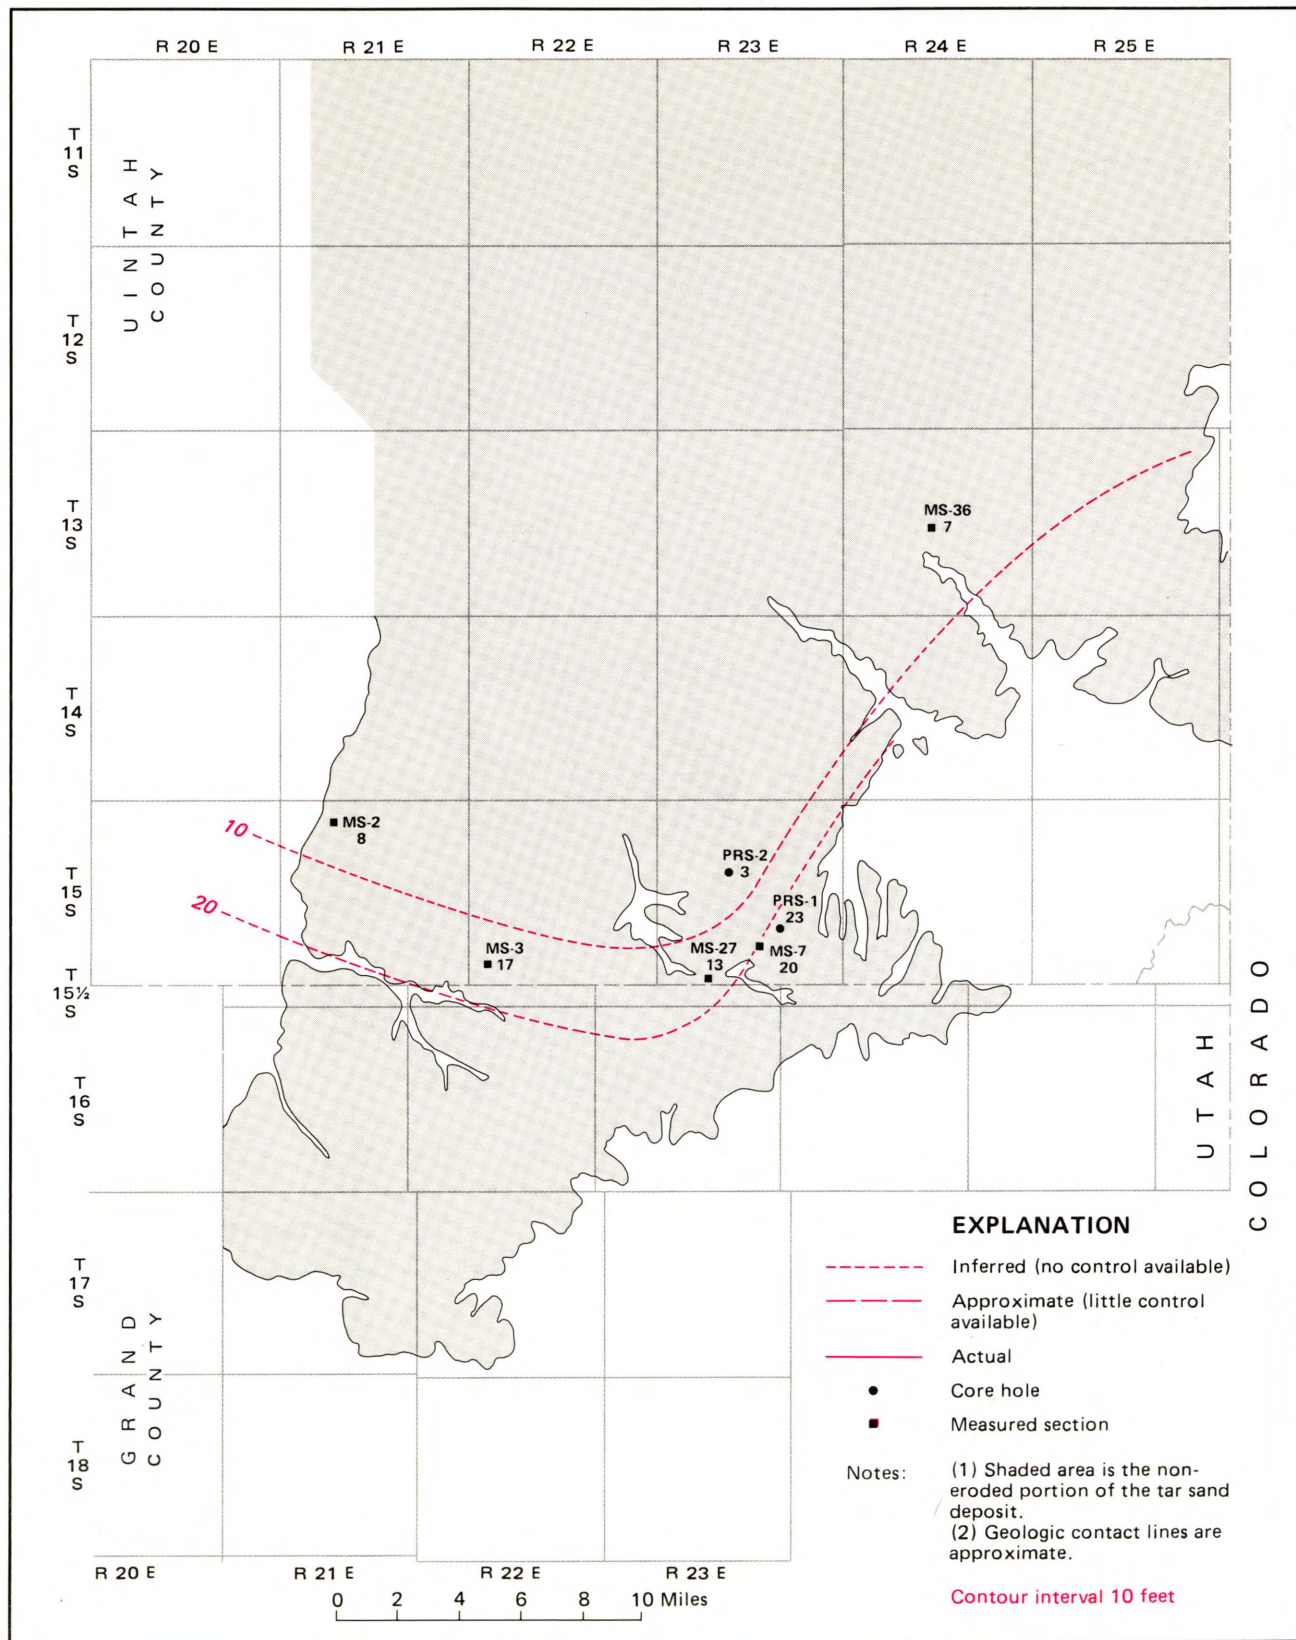 R 20 E R 21 E R 22 E R 23 E R 24 E R 25 E
T
11
S
UINTAH
COUNTY
T
12
S
T
13
S
MS-36
7
T
14
S
10
MS-2
8
PRS-2
3
T
15
S
20
PRS-1
23
MS-3
17
MS-27
13
MS-7
20
15½
S
T
16
S
UTAH
COLORADO
T
17
S
GRAND
COUNTY
T
18
S
EXPLANATION
Inferred (no control available)
Approximate (little control
available)
Actual
Core hole
Measured section
Notes: (1) Shaded area is the non-
eroded portion of the tar sand
deposit.
(2) Geologic contact lines are
approximate.
Contour interval 10 feet
R 20 E R 21 E R 22 E R 23 E
0 2 4 6 8 10 Miles